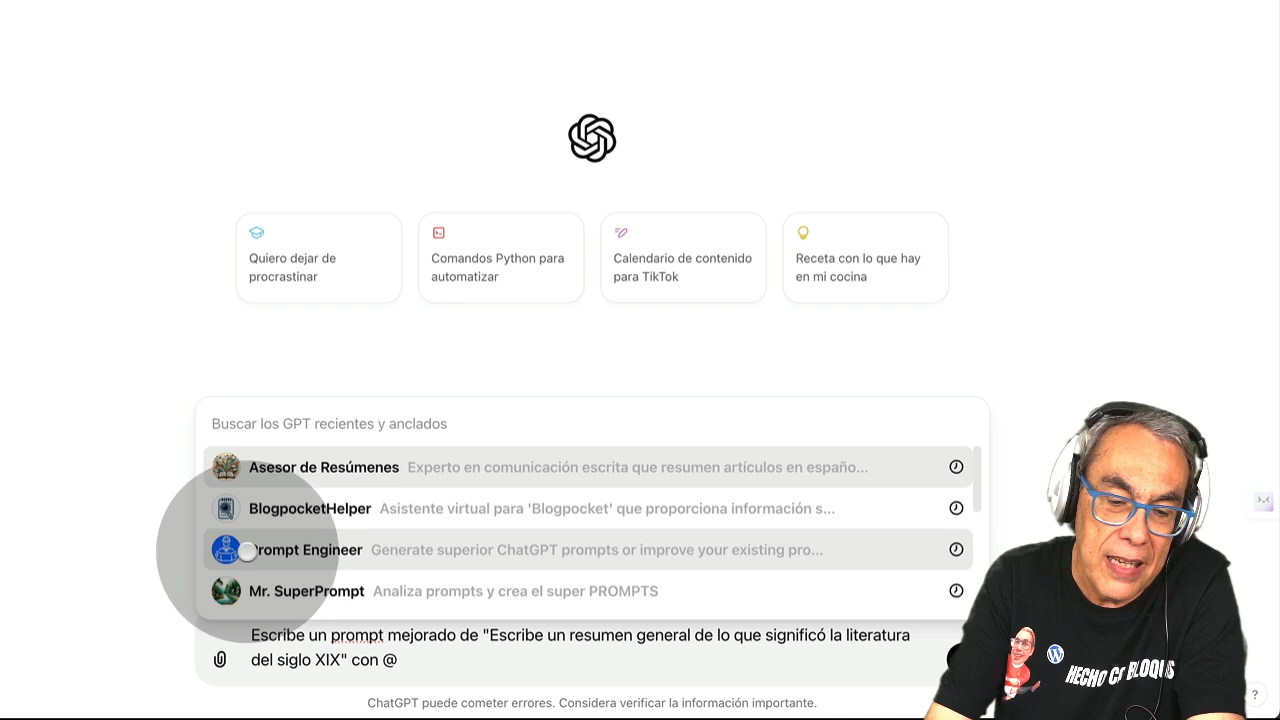 Quiero dejar de
procrastinar
Comandos Python para
automatizar
Calendario de contenido
para TikTok
Receta con lo que hay
en mi cocina
Buscar los GPT recientes y anclados
Asesor de Resúmenes Experto en comunicación escrita que resumen artículos en españo...
BlogpocketHelper Asistente virtual para 'Blogpocket' que proporciona información s...
rompt Engineer Generate superior ChatGPT prompts or improve your existing pro...
Mr. SuperPrompt Analiza prompts y crea el super PROMPTS
Escribe un prompt mejorado de "Escribe un resumen general de lo que significó la literatura
del siglo XIX" con @
ChatGPT puede cometer errores. Considera verificar la información importante.
HECHO
?